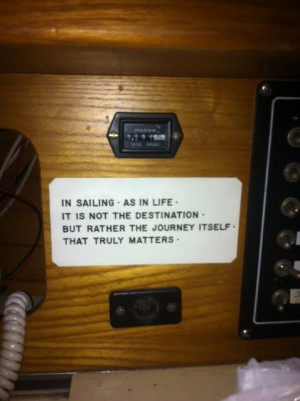 IN SAILING · AS IN LIFE ·
IT IS NOT THE DESTINATION ·
BUT RATHER THE JOURNEY ITSELF ·
THAT TRULY MATTERS ·